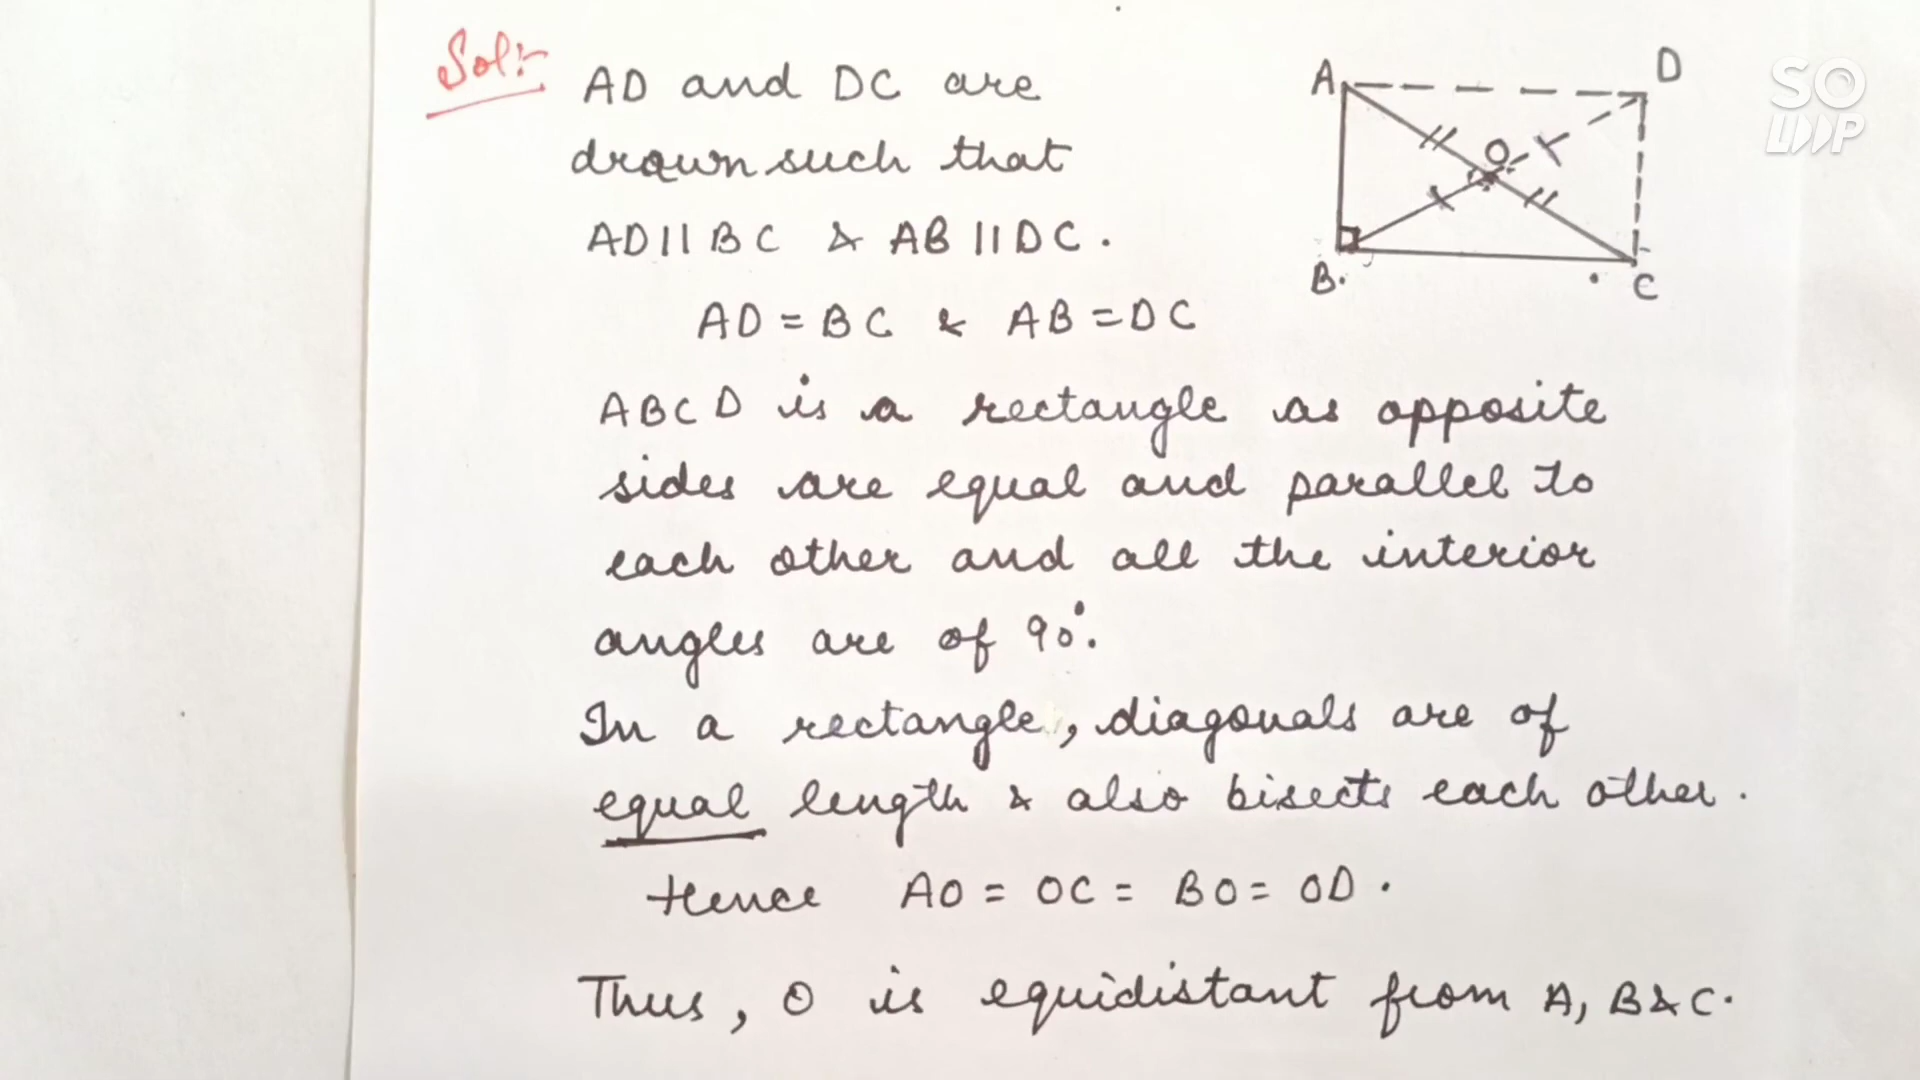 Sol:-
AD and DC are
drawn such that
AD || BC & AB || DC.
AD = BC & AB = DC
ABCD is a rectangle as opposite
sides are equal and parallel to
each other and all the interior
angles are of 90°.
In a rectangle, diagonals are of
equal length & also bisects each other.
Hence AO = OC = BO = OD.
Thus, O is equidistant from A, B & C.
A
D
O
B
C
SO
LP